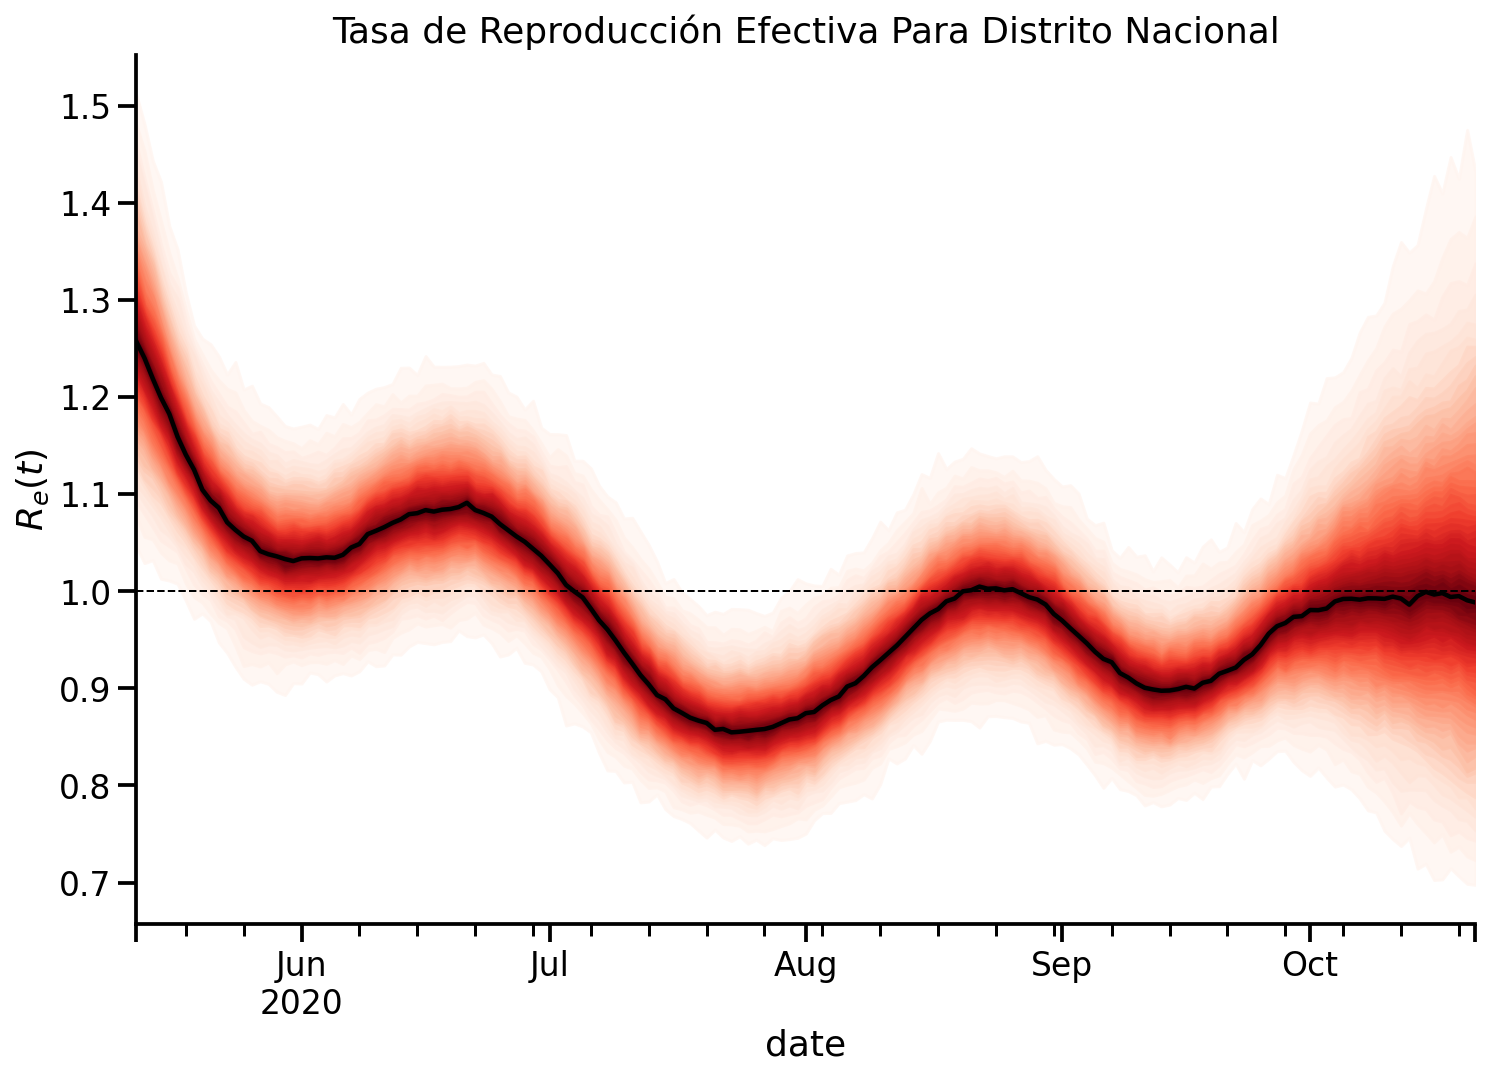 Tasa de Reproducción Efectiva Para Distrito Nacional
1.5
1.4
1.3
1.2
1.1
1.0
0.9
0.8
0.7
Re(t)
Jun
2020
Jul
Aug
Sep
Oct
date